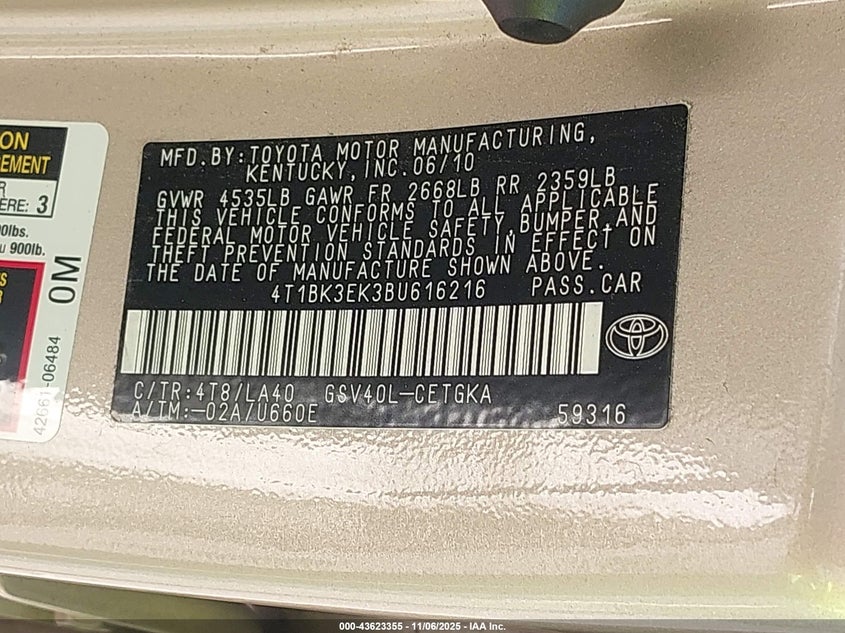 ON
EMENT
R
ERE: 3
0lbs.
u 900lb.
S
R
0M
42661-06484
MFD.BY:TOYOTA MOTOR MANUFACTURING,
KENTUCKY,INC.06/10
GVWR 4535LB GAWR FR 2668LB RR 2359LB
THIS VEHICLE CONFORMS TO ALL APPLICABLE
FEDERAL MOTOR VEHICLE SAFETY,BUMPER,AND
THEFT PREVENTION STANDARDS IN EFFECT ON
THE DATE OF MANUFACTURE SHOWN ABOVE.
4T1BK3EK3BU616216 PASS.CAR
C/TR:4T8/LA40 GSV40L-CETGKA
A/TM:-02A/U660E 59316
000-43623355 - 11/06/2025 - IAA Inc.